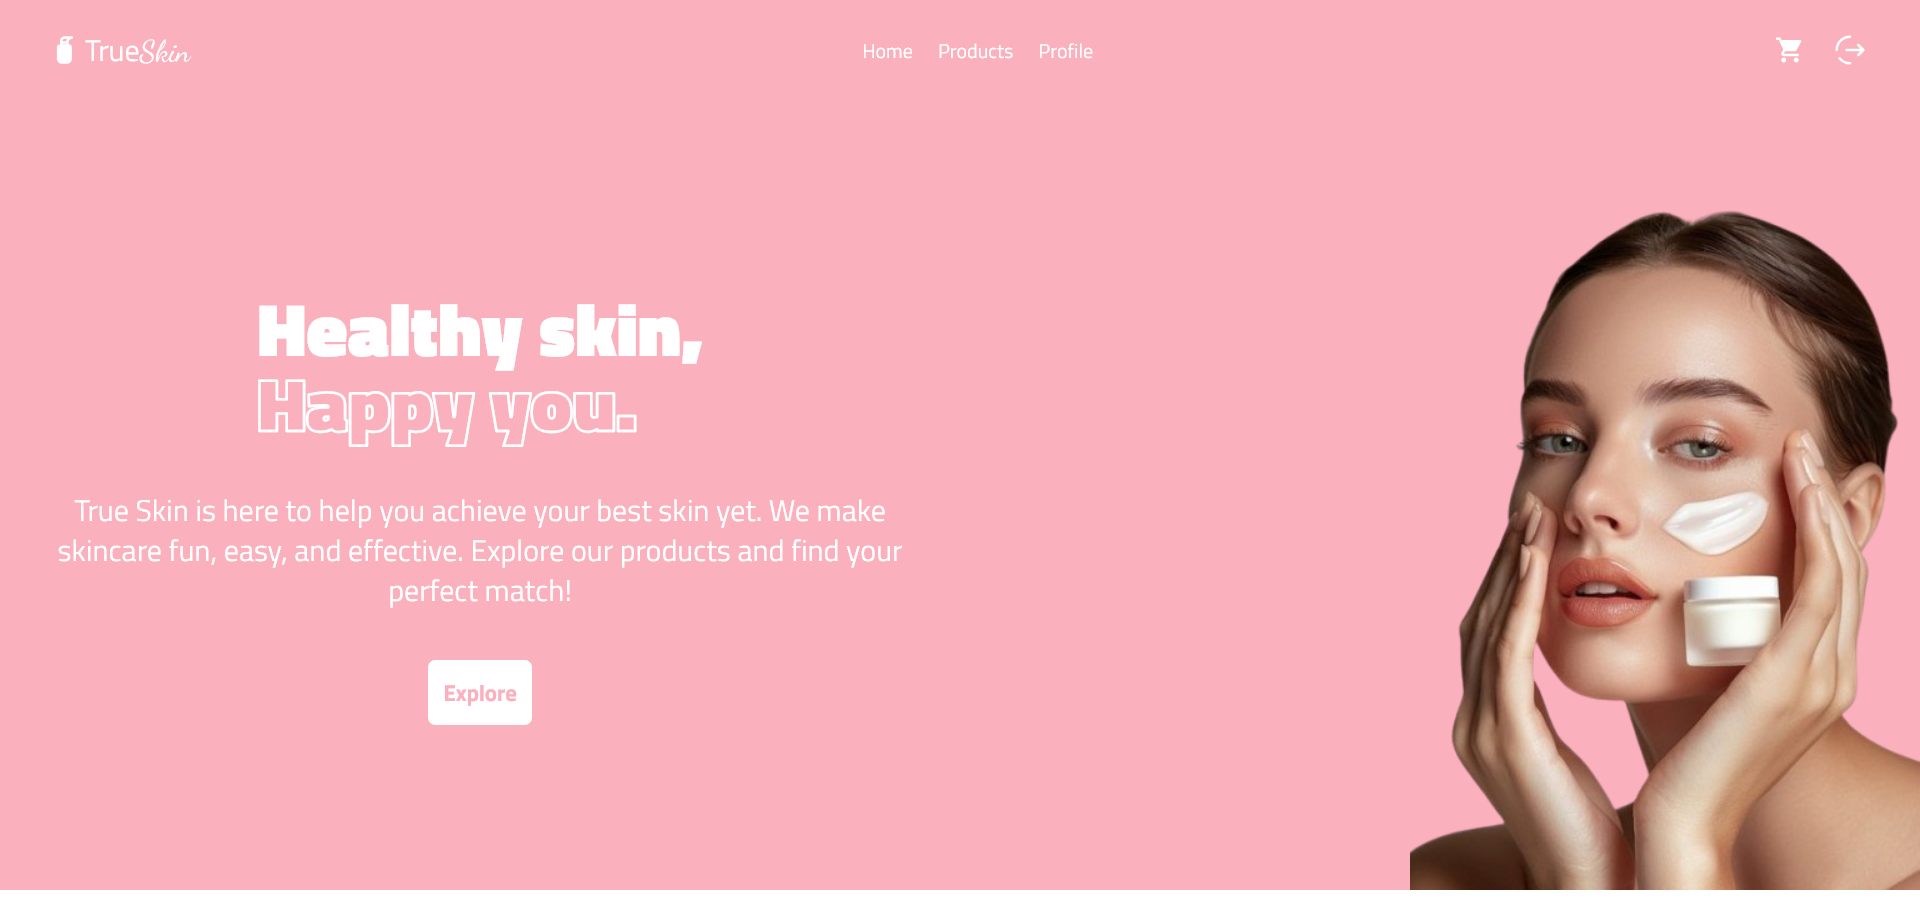 TrueSkin
Home Products Profile
Healthy skin,
Happy you.
True Skin is here to help you achieve your best skin yet. We make
skincare fun, easy, and effective. Explore our products and find your
perfect match!
Explore